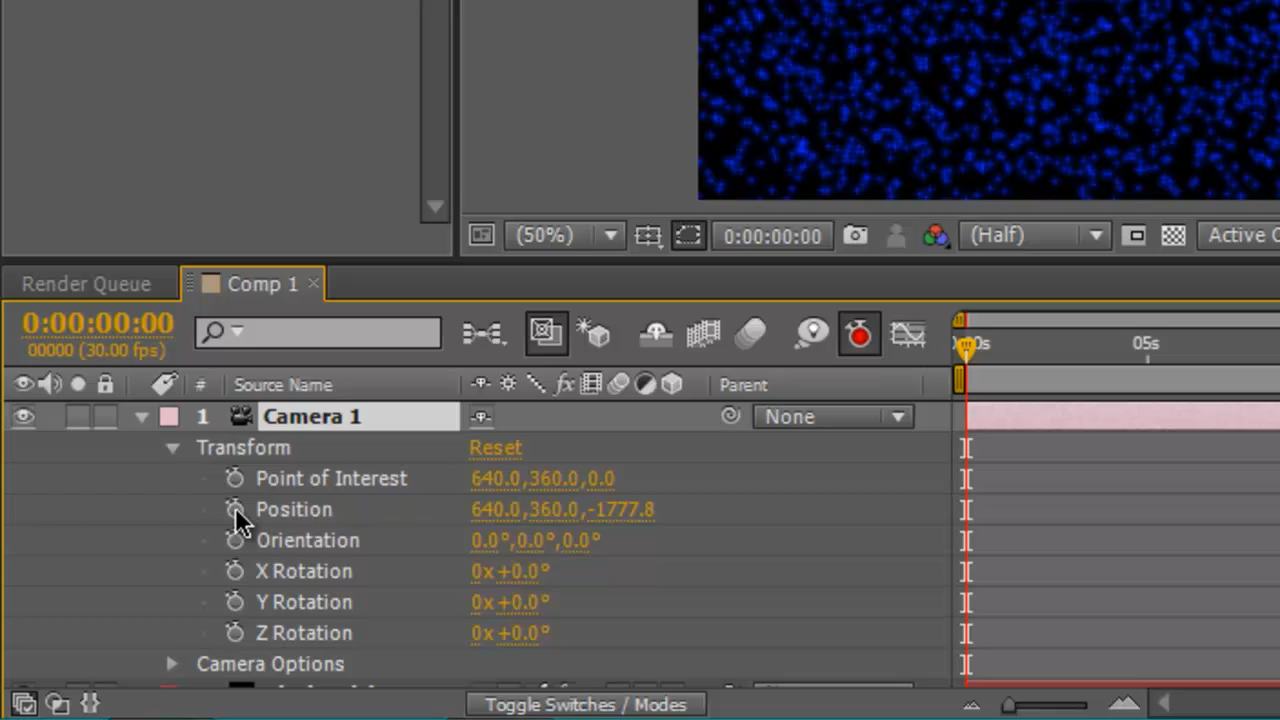 (50%)
0:00:00:00
(Half)
Active C
Render Queue
Comp 1
0:00:00:00
00000 (30.00 fps)
05s
#
Source Name
fx
Parent
1
Camera 1
None
Transform
Reset
Point of Interest
640.0,360.0,0.0
Position
640.0,360.0,-1777.8
Orientation
0.0°,0.0°,0.0°
X Rotation
0x+0.0°
Y Rotation
0x+0.0°
Z Rotation
0x+0.0°
Camera Options
Toggle Switches / Modes